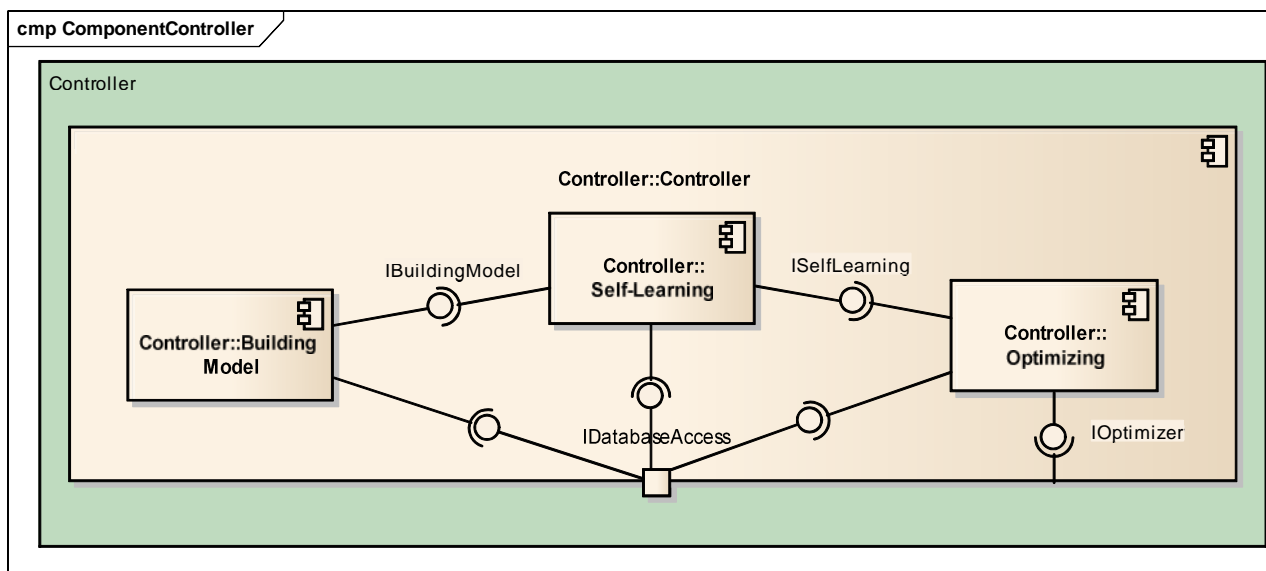 cmp ComponentController
Controller
Controller::Controller
IBuildingModel
Controller::
Self-Learning
ISelfLearning
Controller::Building
Model
Controller::
Optimizing
IDatabaseAccess
IOptimizer